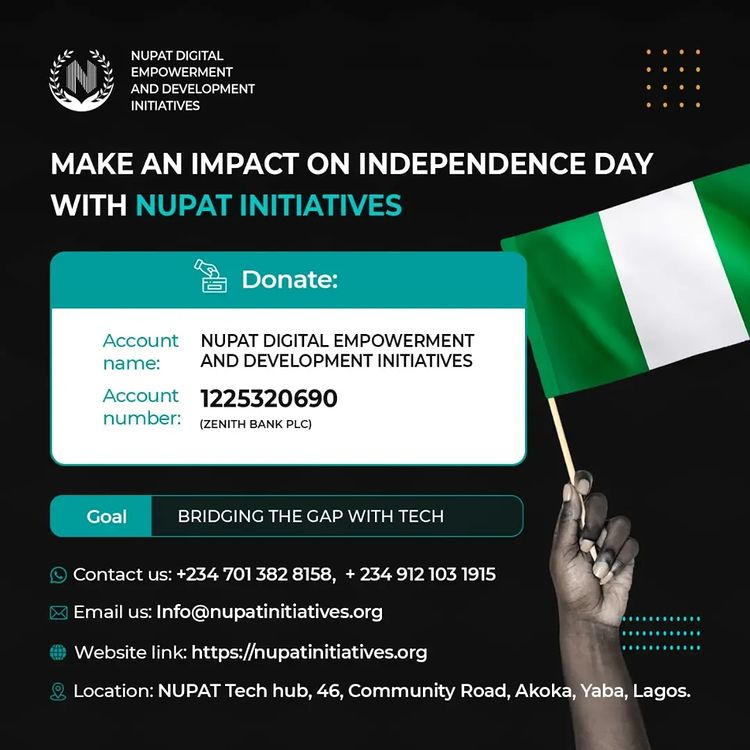 NUPAT DIGITAL
EMPOWERMENT
AND DEVELOPMENT
INITIATIVES
MAKE AN IMPACT ON INDEPENDENCE DAY
WITH NUPAT INITIATIVES
Donate:
Account name: NUPAT DIGITAL EMPOWERMENT
AND DEVELOPMENT INITIATIVES
Account number: 1225320690
(ZENITH BANK PLC)
Goal BRIDGING THE GAP WITH TECH
Contact us: +234 701 382 8158, + 234 912 103 1915
Email us: Info@nupatinitiatives.org
Website link: https://nupatinitiatives.org
Location: NUPAT Tech hub, 46, Community Road, Akoka, Yaba, Lagos.